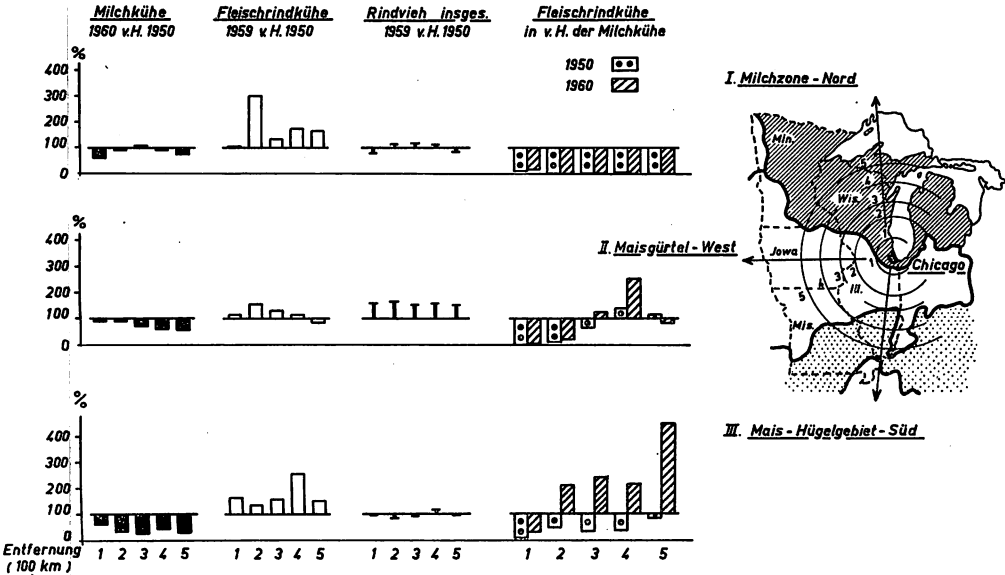 Milchkühe
1960 v.H. 1950
Fleischrindkühe
1959 v.H. 1950
Rindvieh insges.
1959 v.H. 1950
Fleischrindkühe
in v. H. der Milchkühe
1950
1960
%
400
300
200
100
0
%
400
300
200
100
0
%
400
300
200
100
0
Entfernung
(100 km)
1 2 3 4 5
1 2 3 4 5
1 2 3 4 5
1 2 3 4 5
I. Milchzone - Nord
II. Maisgürtel - West
III. Mais - Hügelgebiet - Süd
Min.
Wis.
5
4
3
2
Jowa
1
Chicago
2
3
5
Ill.
Mis.